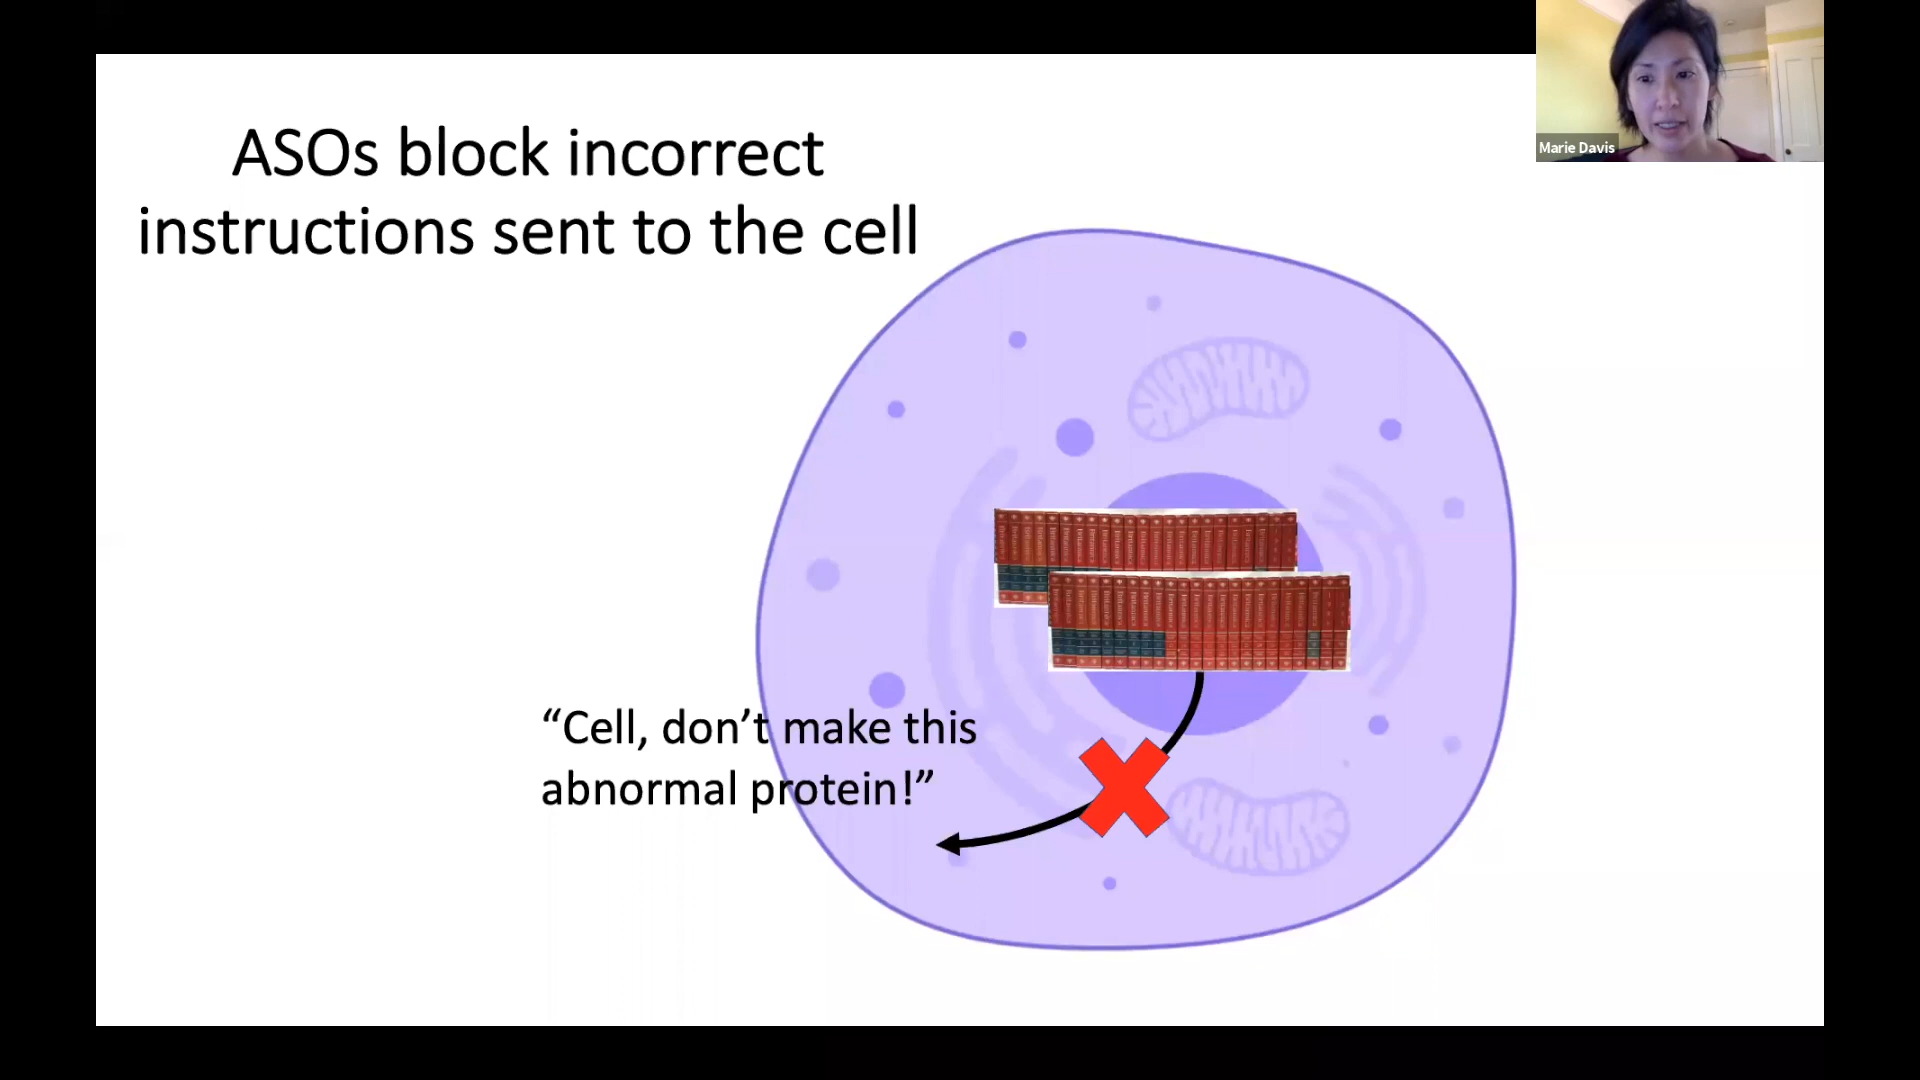 ASOs block incorrect
instructions sent to the cell
Marie Davis
“Cell, don’t make this
abnormal protein!”